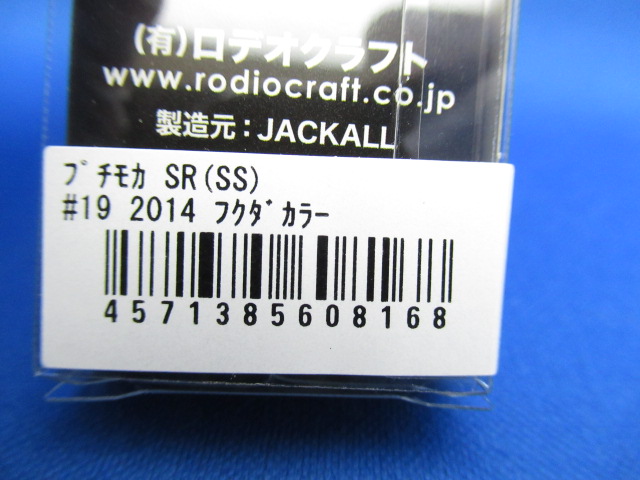 (有)ロデオクラフト
www.rodiocraft.co.jp
製造元：JACKALL
プチモカ SR(SS)
#19 2014 フクダカラー
4571385608168